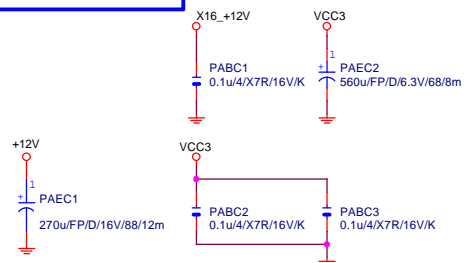 X16_+12V VCC3
PABC1
0.1u/4/X7R/16V/K
1
+
PAEC2
560u/FP/D/6.3V/68/8m
+12V
1
+
PAEC1
270u/FP/D/16V/88/12m
VCC3
PABC2
0.1u/4/X7R/16V/K
PABC3
0.1u/4/X7R/16V/K